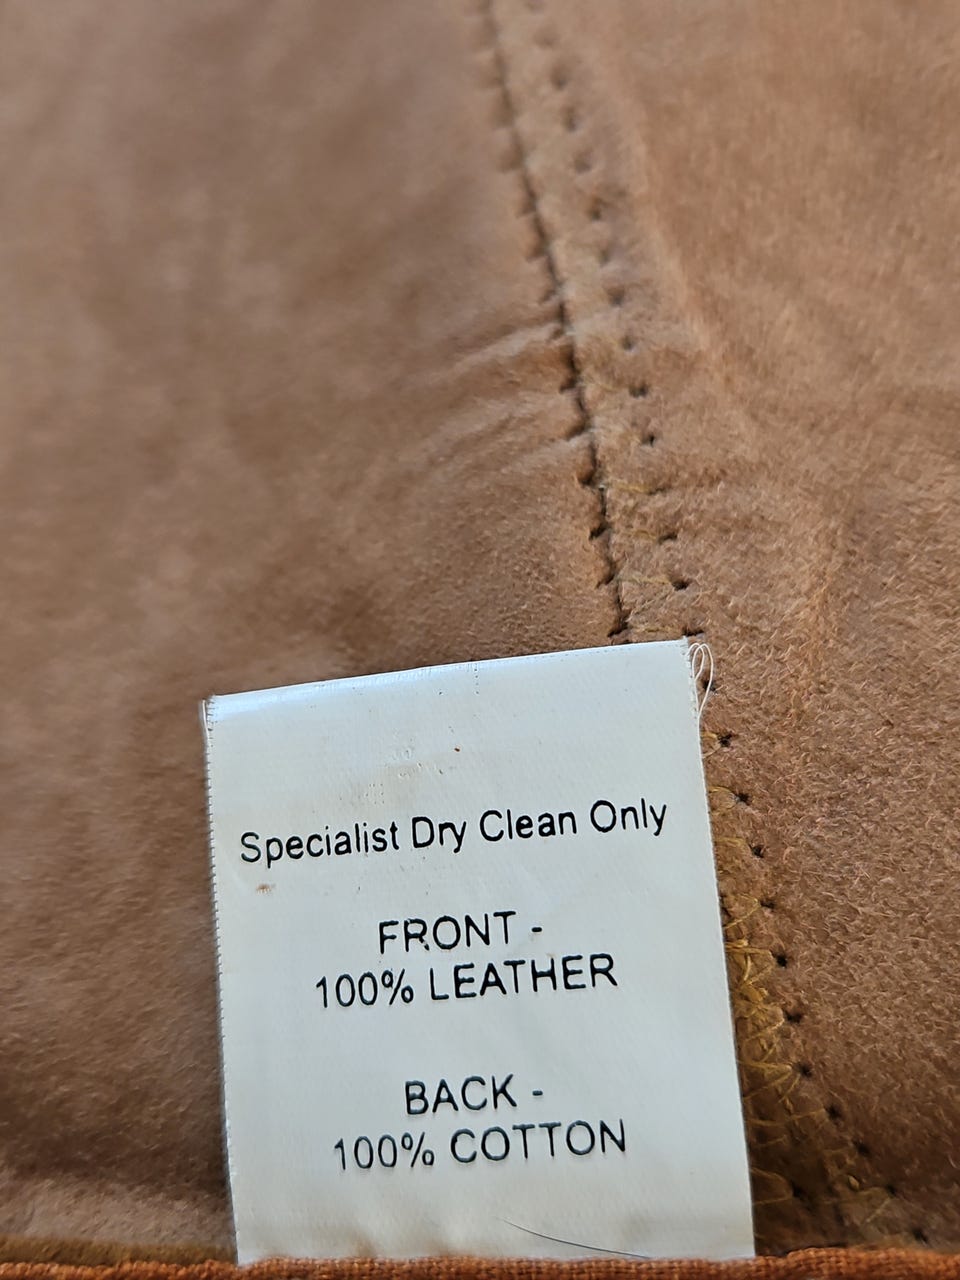 Specialist Dry Clean Only
FRONT -
100% LEATHER
BACK -
100% COTTON